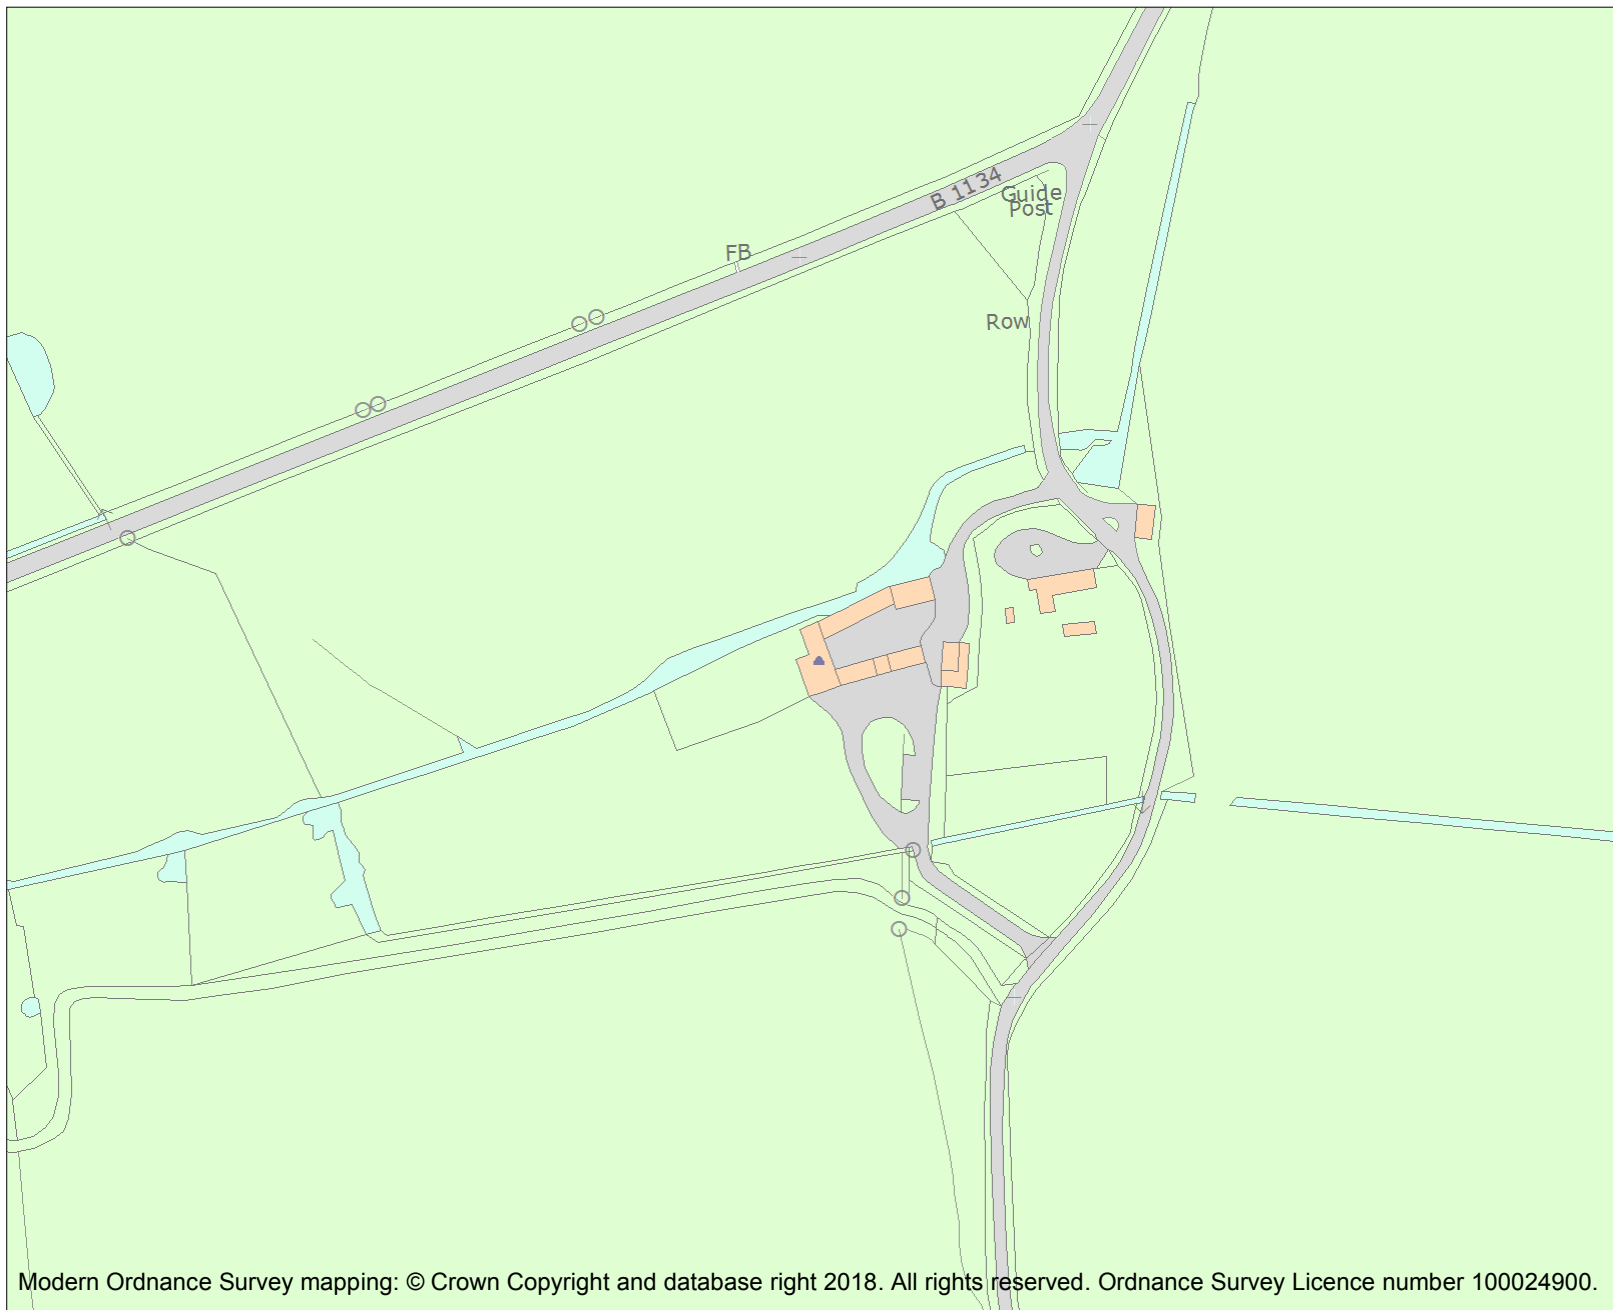 B 1134
Guide
Post
FB
Row
Modern Ordnance Survey mapping: © Crown Copyright and database right 2018. All rights reserved. Ordnance Survey Licence number 100024900.